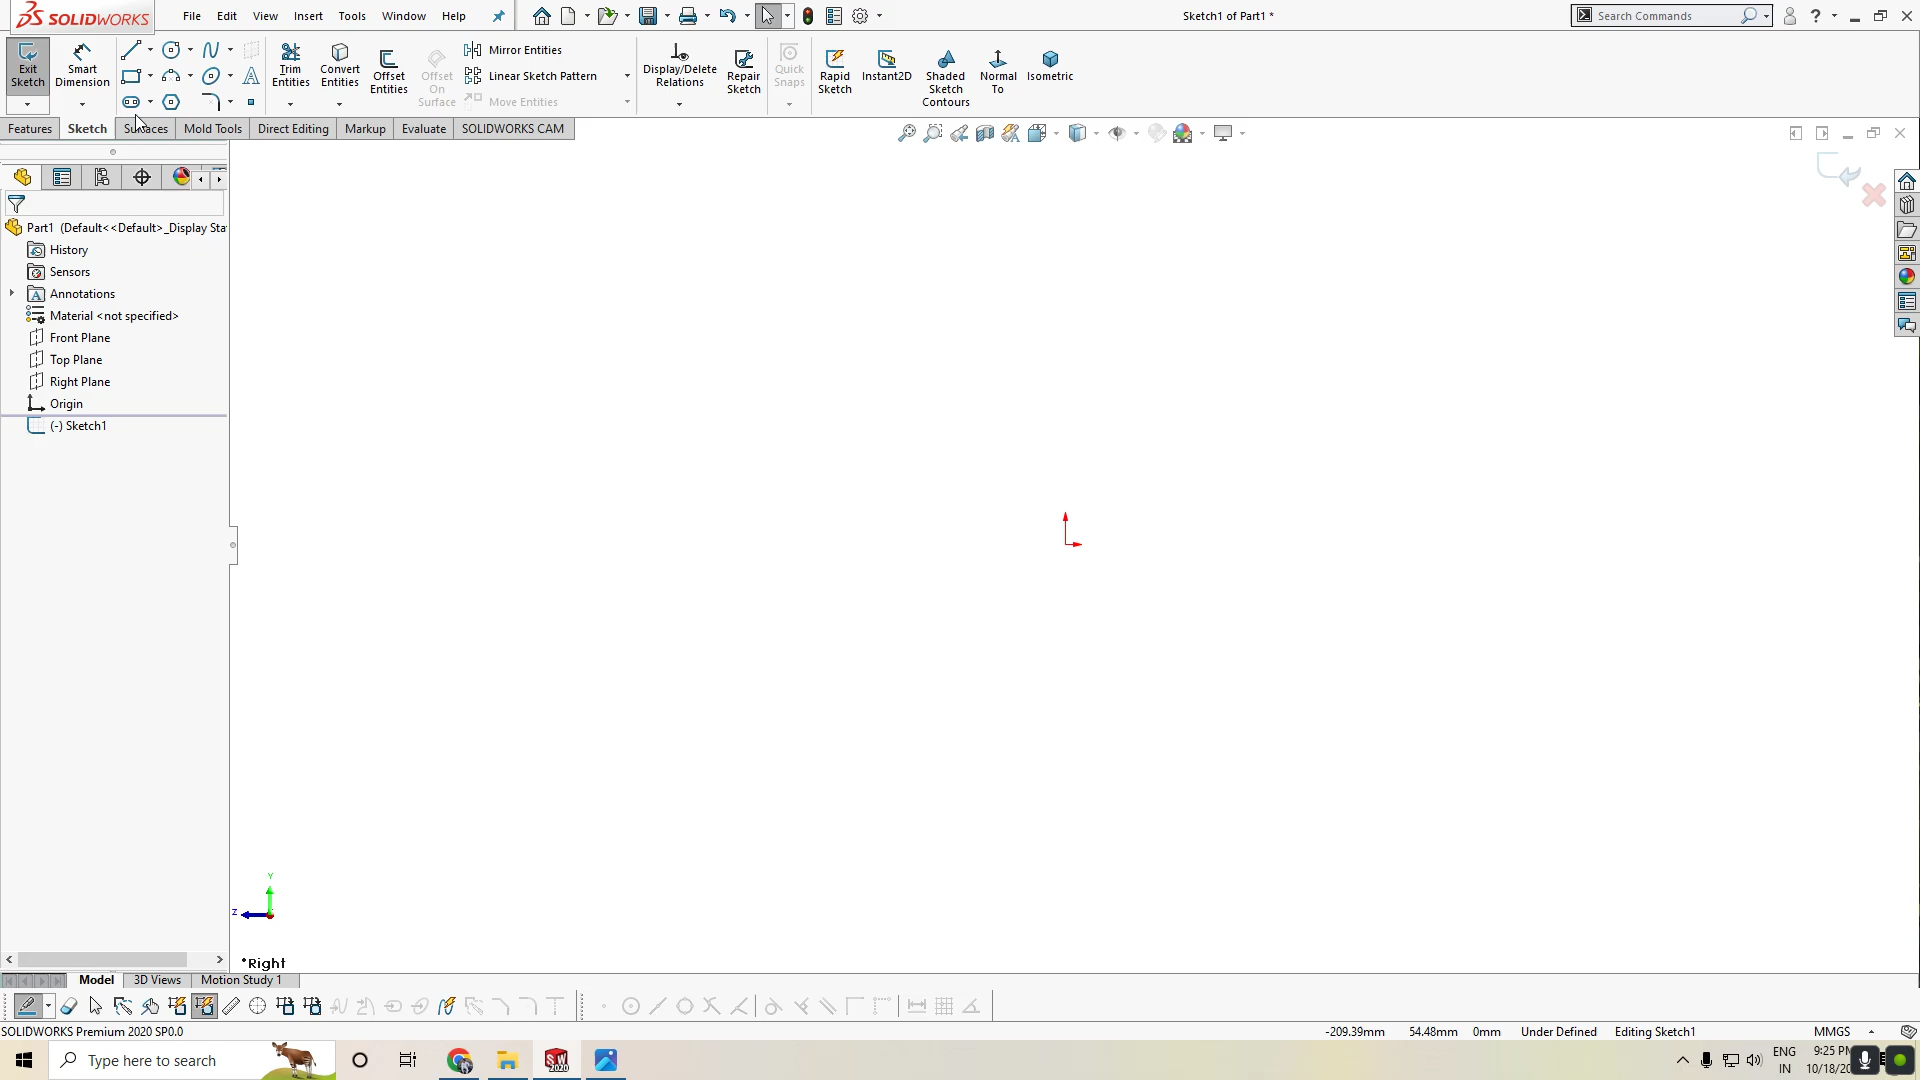 SOLIDWORKS File Edit View Insert Tools Window Help Sketch1 of Part1 * Search Commands
Exit Sketch
Smart Dimension
Trim Entities
Convert Entities
Offset Entities
Offset On Surface
Mirror Entities
Linear Sketch Pattern
Move Entities
Display/Delete Relations
Repair Sketch
Quick Snaps
Rapid Sketch
Instant2D
Shaded Sketch Contours
Normal To
Isometric
Features Sketch Surfaces Mold Tools Direct Editing Markup Evaluate SOLIDWORKS CAM
Part1 (Default<<Default>_Display Sta
History
Sensors
Annotations
Material <not specified>
Front Plane
Top Plane
Right Plane
Origin
(-) Sketch1
Y
Z
*Right
Model 3D Views Motion Study 1
SOLIDWORKS Premium 2020 SP0.0 -209.39mm 54.48mm 0mm Under Defined Editing Sketch1 MMGS
Type here to search
ENG
IN
9:25 PM
10/18/20